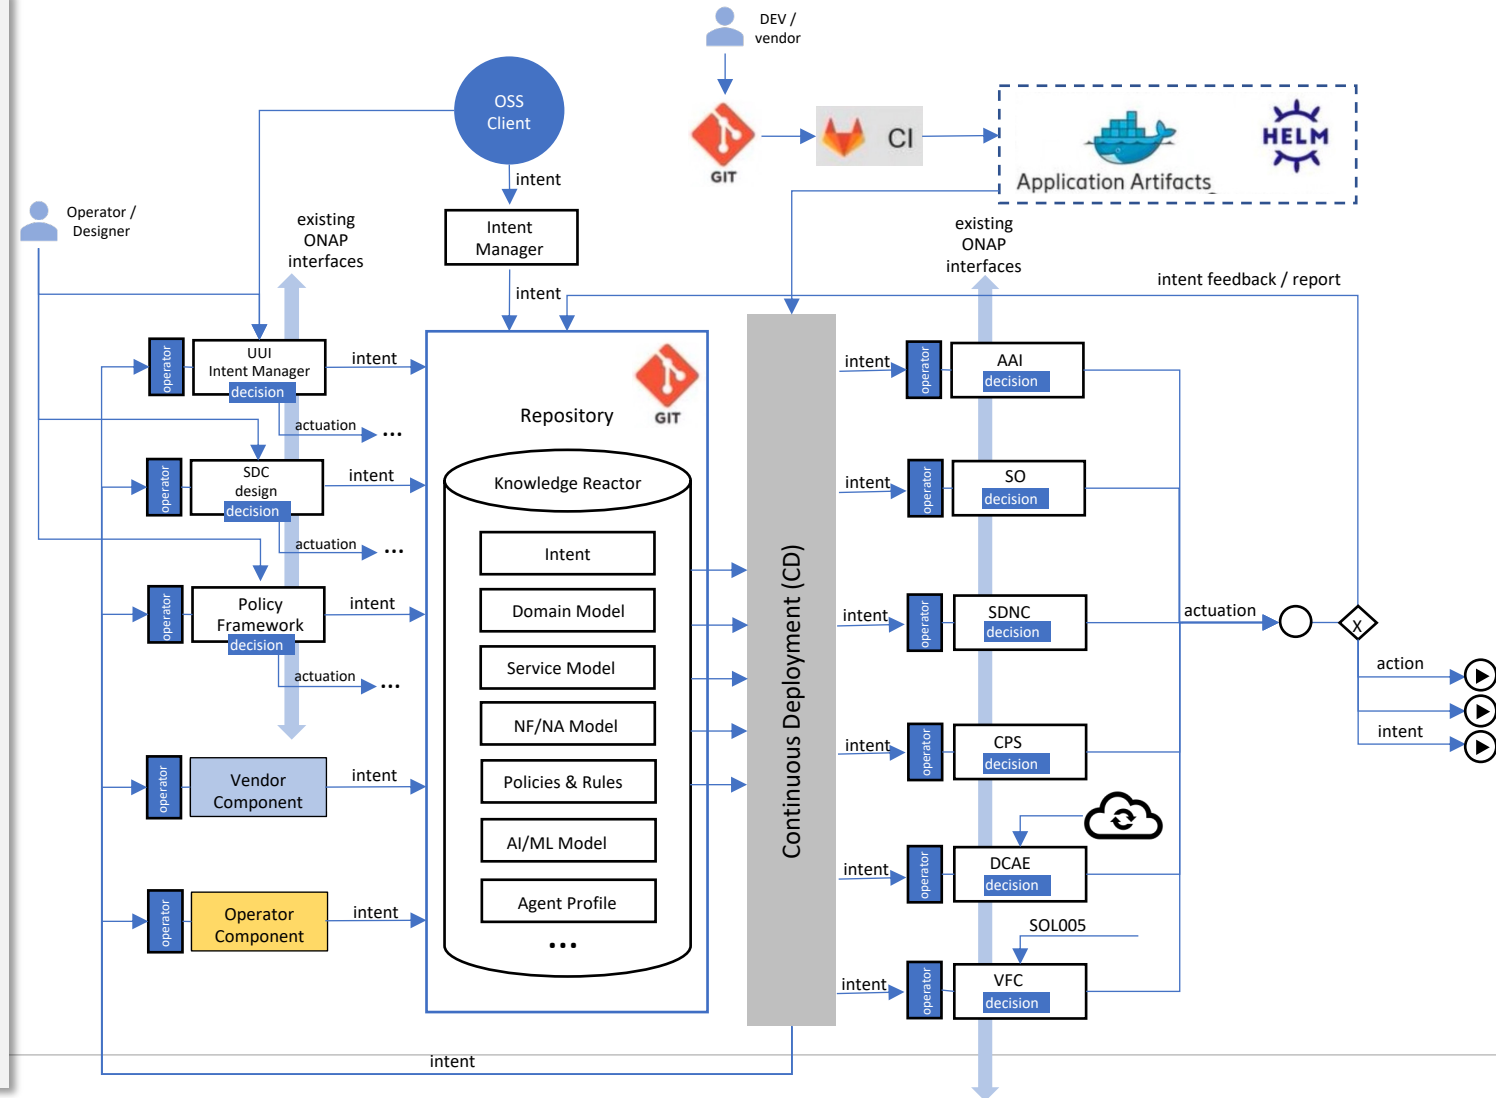 DEV /
vendor
OSS
Client
GIT
CI
HELM
Application Artifacts
intent
Operator /
Designer
existing
ONAP
interfaces
Intent
Manager
existing
ONAP
interfaces
intent
intent feedback / report
operator
UUI
Intent Manager
decision
intent
actuation
...
GIT
Repository
Knowledge Reactor
operator
SDC
design
decision
intent
actuation
...
Intent
Domain Model
Service Model
NF/NA Model
Policies & Rules
AI/ML Model
Agent Profile
...
operator
Policy
Framework
decision
intent
actuation
...
operator
Vendor
Component
intent
operator
Operator
Component
intent
intent
Continuous Deployment (CD)
intent
operator
AAI
decision
intent
operator
SO
decision
intent
operator
SDNC
decision
actuation
X
action
intent
intent
operator
CPS
decision
intent
operator
DCAE
decision
SOL005
intent
operator
VFC
decision